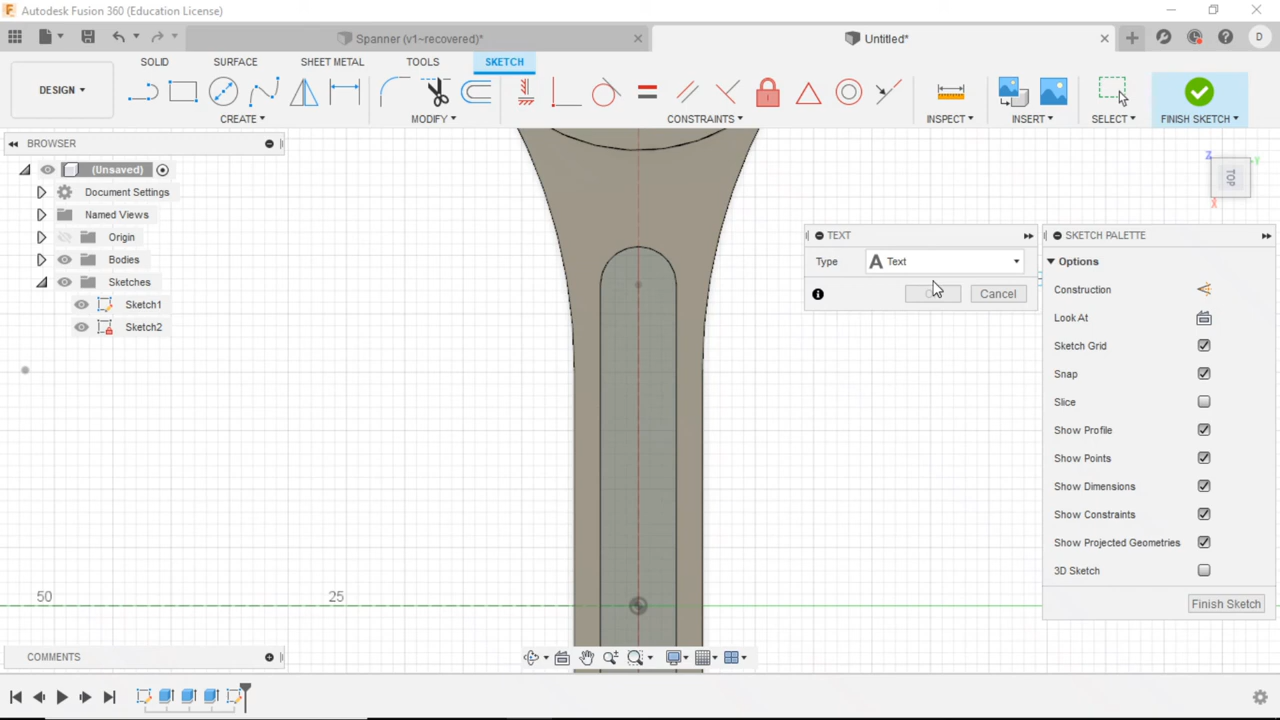 Autodesk Fusion 360 (Education License)
Spanner (v1~recovered)*
Untitled*
D
SOLID
SURFACE
SHEET METAL
TOOLS
SKETCH
DESIGN
CREATE
MODIFY
CONSTRAINTS
INSPECT
INSERT
SELECT
FINISH SKETCH
BROWSER
(Unsaved)
Document Settings
Named Views
Origin
Bodies
Sketches
Sketch1
Sketch2
Z
Y
TOP
X
TEXT
Type
A Text
Cancel
SKETCH PALETTE
Options
Construction
Look At
Sketch Grid
Snap
Slice
Show Profile
Show Points
Show Dimensions
Show Constraints
Show Projected Geometries
3D Sketch
Finish Sketch
50
25
COMMENTS